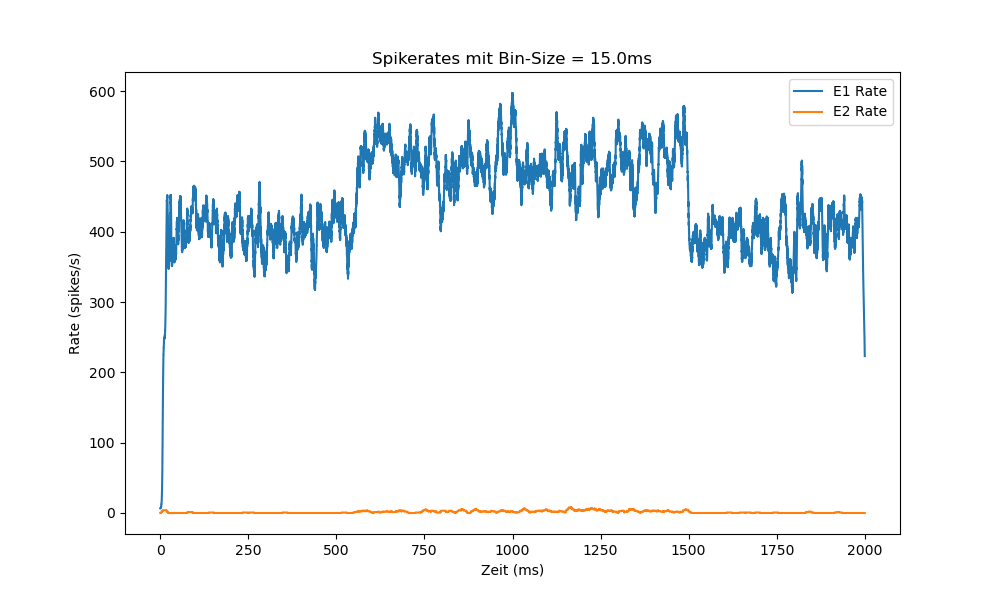 Spikerates mit Bin-Size = 15.0ms
E1 Rate
E2 Rate
600
500
400
300
200
100
0
Rate (spikes/s)
0 250 500 750 1000 1250 1500 1750 2000
Zeit (ms)